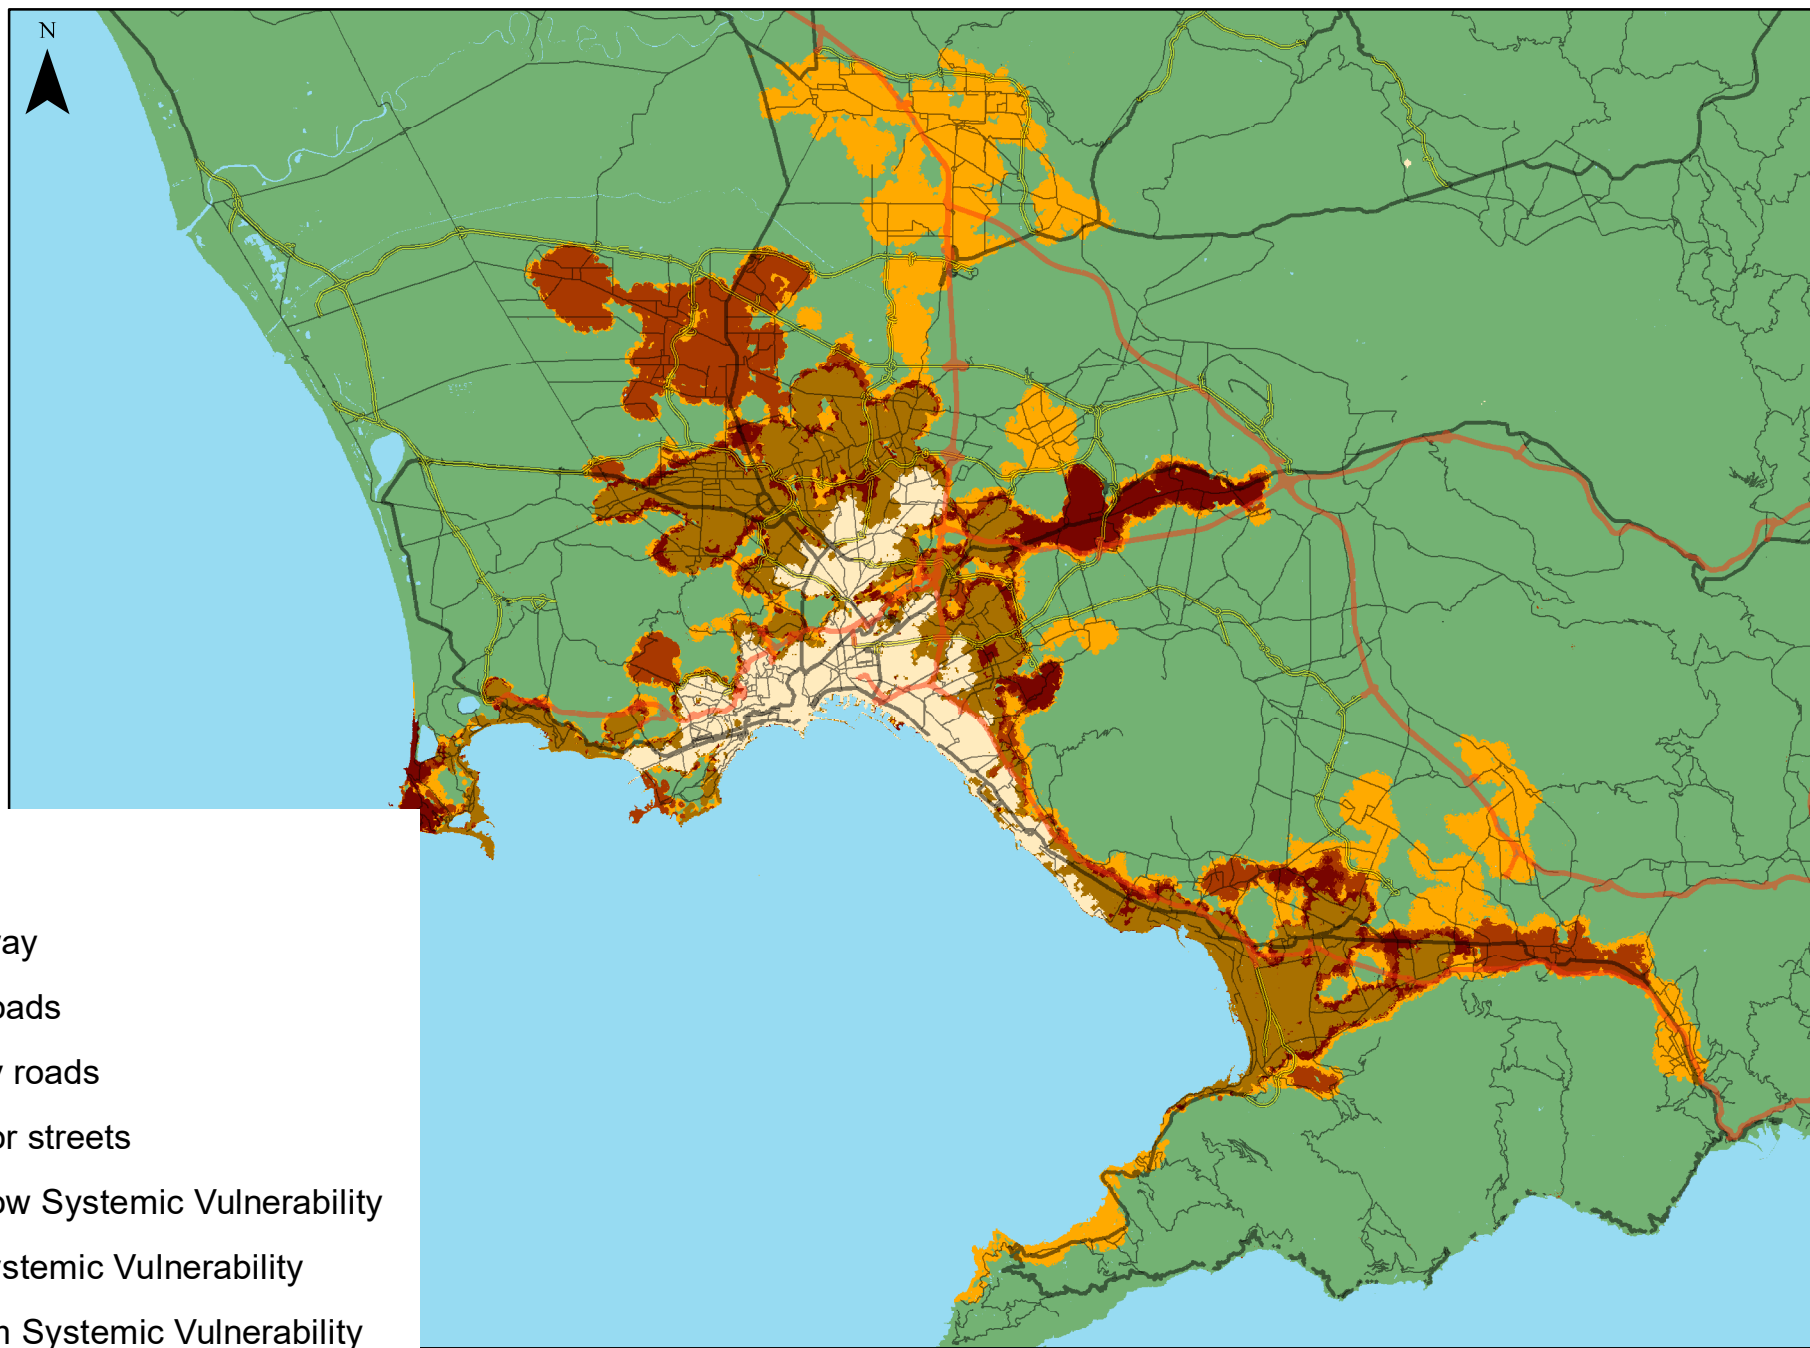 N
ay
oads
y roads
or streets
ow Systemic Vulnerability
stemic Vulnerability
Systemic Vulnerability